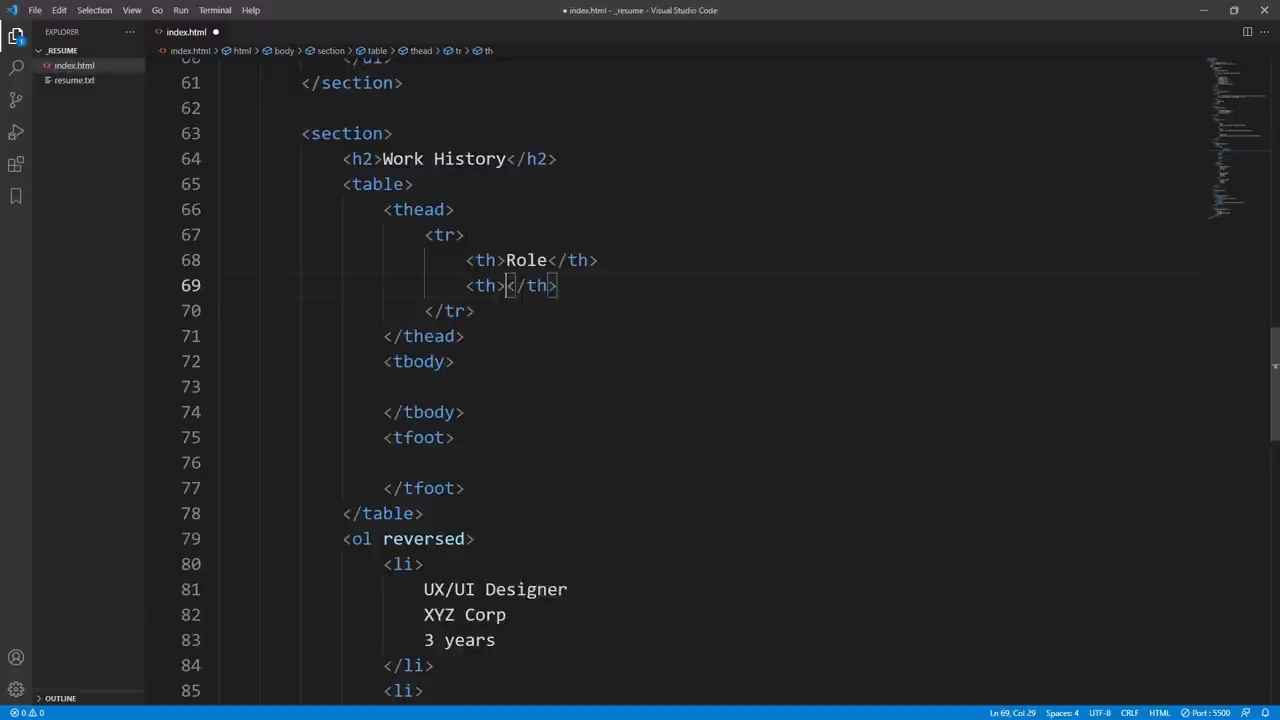 File Edit Selection View Go Run Terminal Help
● index.html - _resume - Visual Studio Code
EXPLORER
_RESUME
index.html
resume.txt
OUTLINE
1
index.html
index.html > html > body > section > table > thead > tr > th
60 </ul>
61 </section>
62
63 <section>
64 <h2>Work History</h2>
65 <table>
66 <thead>
67 <tr>
68 <th>Role</th>
69 <th></th>
70 </tr>
71 </thead>
72 <tbody>
73
74 </tbody>
75 <tfoot>
76
77 </tfoot>
78 </table>
79 <ol reversed>
80 <li>
81 UX/UI Designer
82 XYZ Corp
83 3 years
84 </li>
85 <li>
0 0
Ln 69, Col 29 Spaces: 4 UTF-8 CRLF HTML Port : 5500